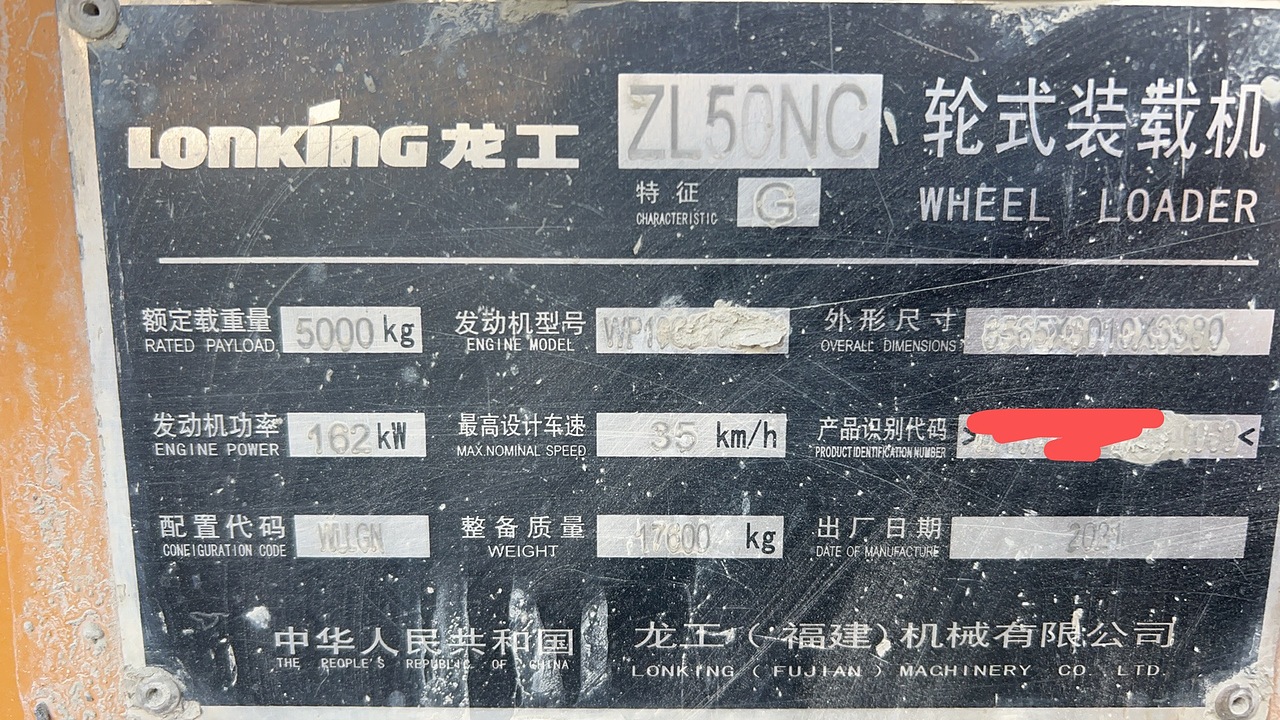 LONKING 龙工 ZL50NC 轮式装载机
特征 G
CHARACTERISTIC
WHEEL LOADER
额定载重量 5000 kg 发动机型号 外形尺寸
RATED PAYLOAD ENGINE MODEL OVERALL DIMENSIONS
发动机功率 162 kW 最高设计车速 35 km/h 产品识别代码 > <
ENGINE POWER MAX.NOMINAL SPEED PRODUCT IDENTIFICATION NUMBER
配置代码 整备质量 17600 kg 出厂日期 2021
CONEIGURATION CODE WEIGHT DATE OF MANUFACTURE
中华人民共和国 龙工(福建)机械有限公司
THE PEOPLE'S REPUBLIC OF CHINA LONKING (FUJIAN) MACHINERY CO. LTD.